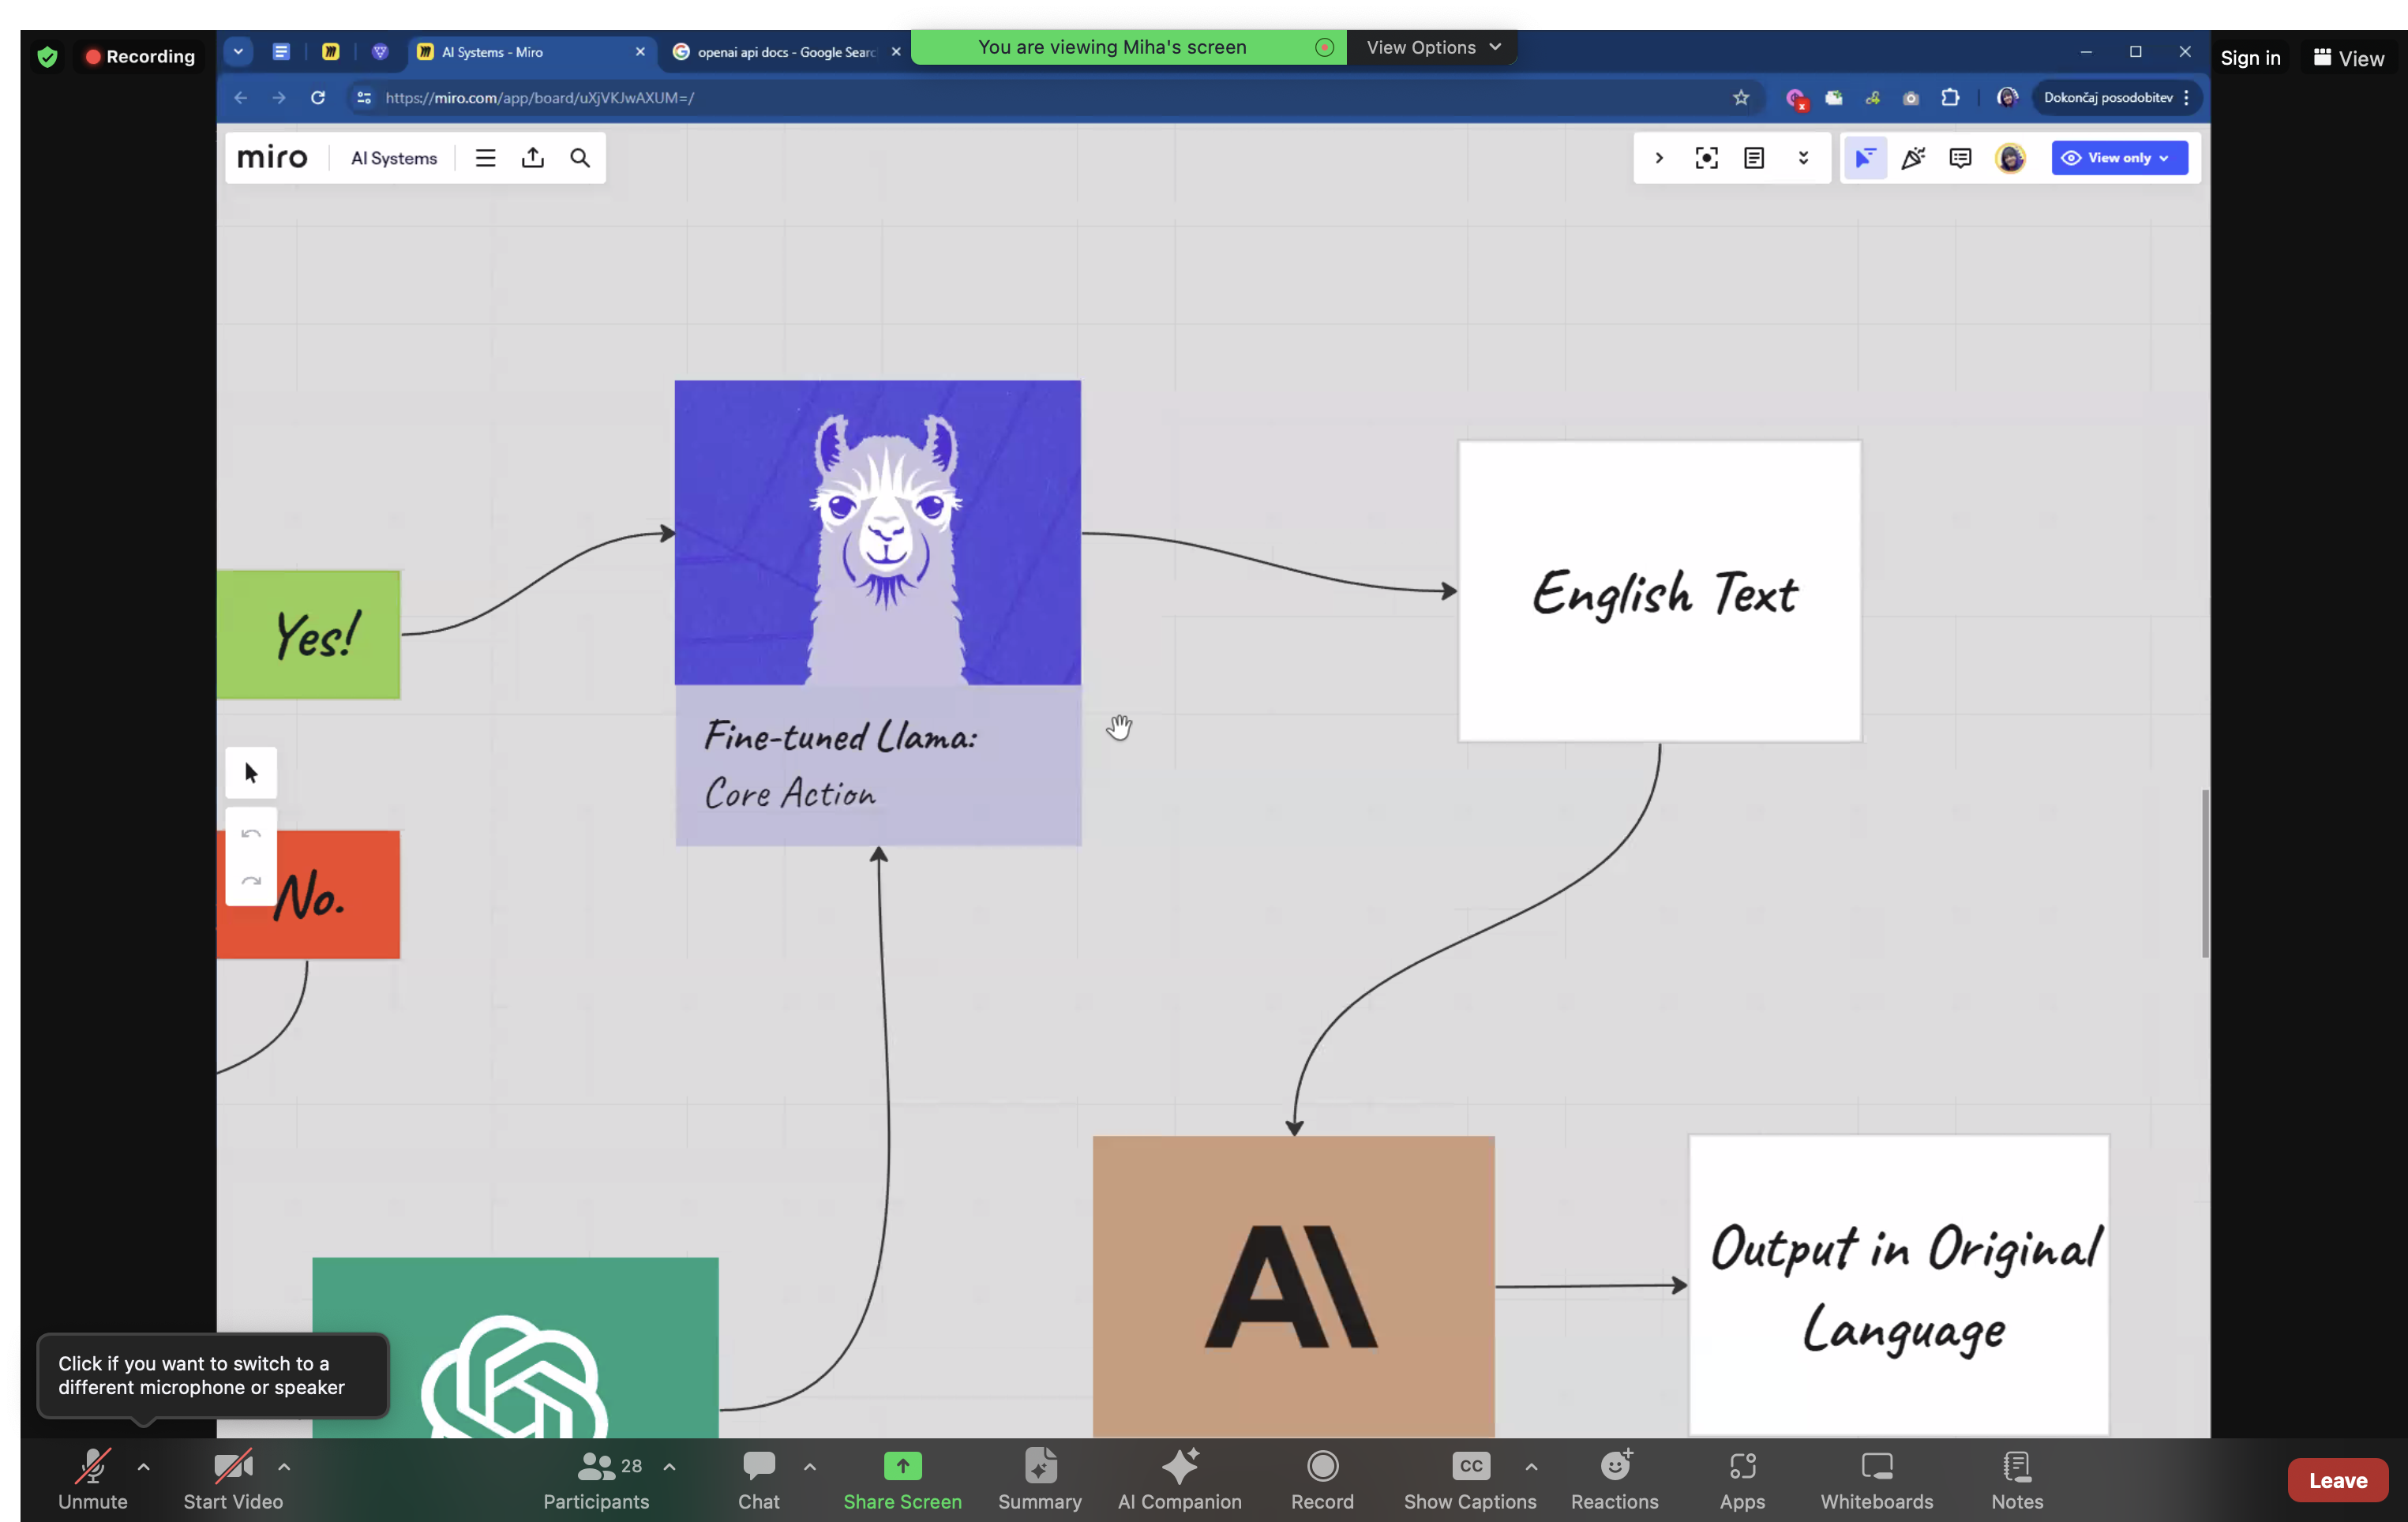 Recording
AI Systems - Miro
openai api docs - Google Searc
You are viewing Miha's screen
View Options
Sign in
View
https://miro.com/app/board/uXjVKJwAXUM=/
Dokončaj posodobitev
miro
AI Systems
View only
Yes!
English Text
Fine-tuned Llama:
Core Action
No.
AI
Output in Original
Language
Click if you want to switch to a
different microphone or speaker
Unmute
Start Video
28
Participants
Chat
Share Screen
Summary
AI Companion
Record
CC
Show Captions
Reactions
Apps
Whiteboards
Notes
Leave